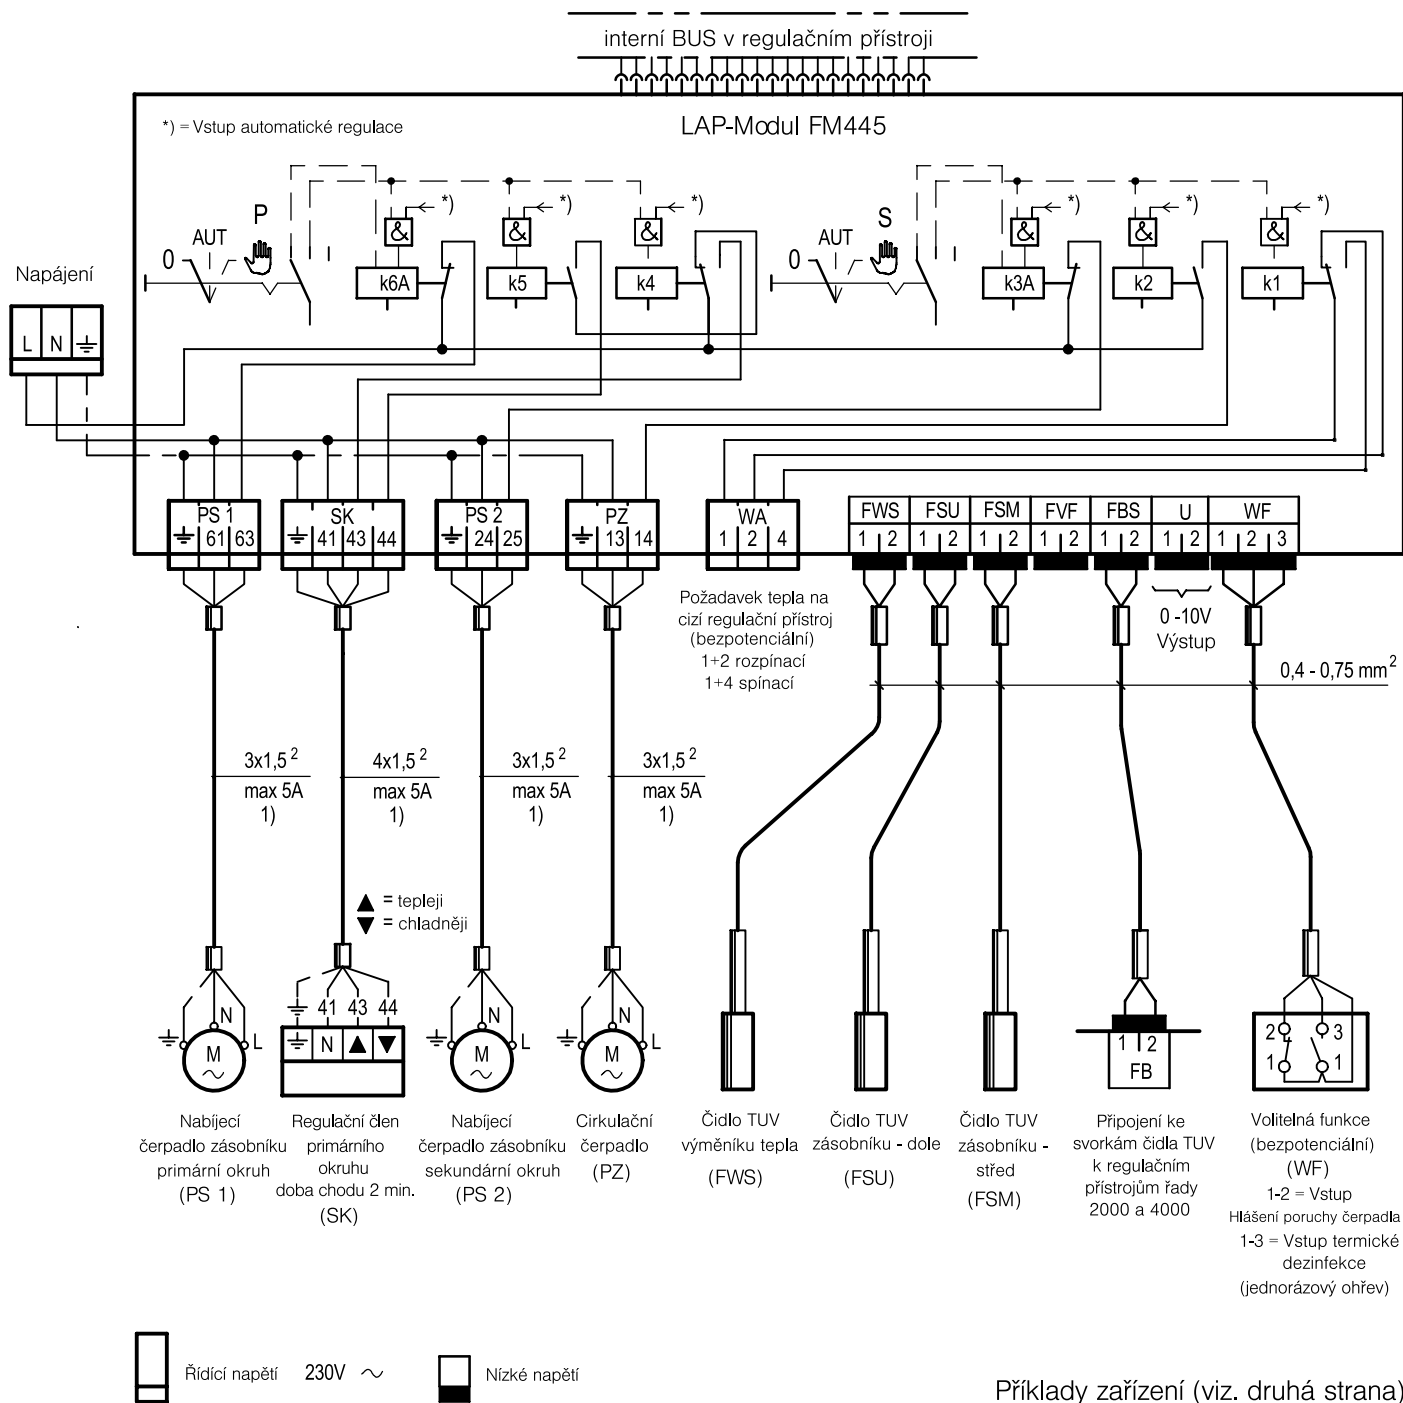 interní BUS v regulačním přístroji
*) = Vstup automatické regulace
LAP-Modul FM445
P
S
*)
*)
*)
*)
*)
*)
&
&
&
&
&
&
0
AUT
0
AUT
k6A
k5
k4
k3A
k2
k1
Napájení
L N
PS 1
61 63
SK
41 43 44
PS 2
24 25
PZ
13 14
WA
1 2 4
FWS
1 2
FSU
1 2
FSM
1 2
FVF
1 2
FBS
1 2
U
1 2
WF
1 2 3
Požadavek tepla na
cizí regulační přístroj
(bezpotenciální)
1+2 rozpínací
1+4 spínací
0 -10V
Výstup
0,4 - 0,75 mm²
3x1,5²
max 5A
1)
4x1,5²
max 5A
1)
3x1,5²
max 5A
1)
3x1,5²
max 5A
1)
▲ = tepleji
▼ = chladněji
N
L
M
~
41 43 44
N ▲ ▼
N
L
M
~
N
M
~
1 2
FB
2 3
1 1
Nabíjecí
čerpadlo zásobníku
primární okruh
(PS 1)
Regulační člen
primárního
okruhu
doba chodu 2 min.
(SK)
Nabíjecí
čerpadlo zásobníku
sekundární okruh
(PS 2)
Cirkulační
čerpadlo
(PZ)
Čidlo TUV
výměníku tepla
(FWS)
Čidlo TUV
zásobníku - dole
(FSU)
Čidlo TUV
zásobníku -
střed
(FSM)
Připojení ke
svorkám čidla TUV
k regulačním
přístrojům řady
2000 a 4000
Volitelná funkce
(bezpotenciální)
(WF)
1-2 = Vstup
Hlášení poruchy čerpadla
1-3 = Vstup termické
dezinfekce
(jednorázový ohřev)
Řídící napětí 230V ~
Nízké napětí
Příklady zařízení (viz. druhá strana)